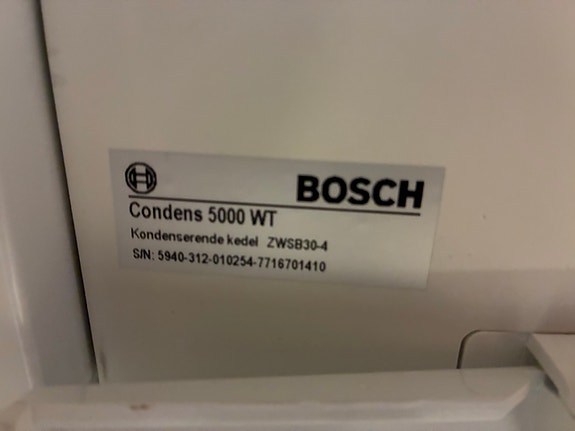 BOSCH
Condens 5000 WT
Kondenserende kedel ZWSB30-4
S/N: 5940-312-010254-7716701410